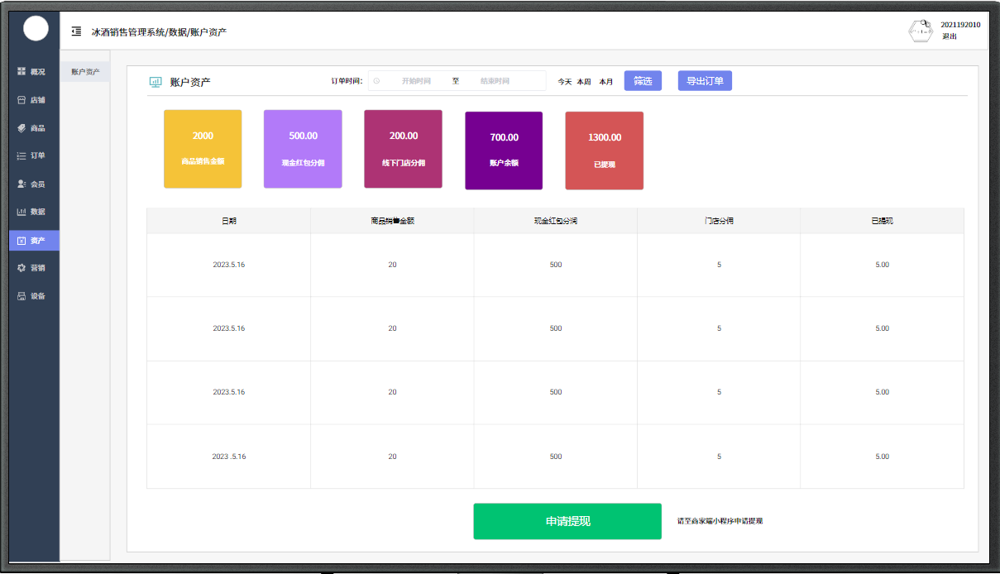 冰酒销售管理系统/数据/账户资产
2021192010
退出
概况
店铺
商品
订单
会员
数据
资产
营销
设备
账户资产
账户资产
订单时间: 开始时间 至 结束时间 今天 本周 本月 筛选 导出订单
2000 500.00 200.00 700.00 1300.00
商品销售金额 现金红包分佣 线下门店分佣 账户余额 已提现
日期 商品销售金额 现金红包分润 门店分佣 已提现
2023.5.16 20 500 5 5.00
2023.5.16 20 500 5 5.00
2023.5.16 20 500 5 5.00
2023 .5.16 20 500 5 5.00
申请提现 请至商家端小程序申请提现